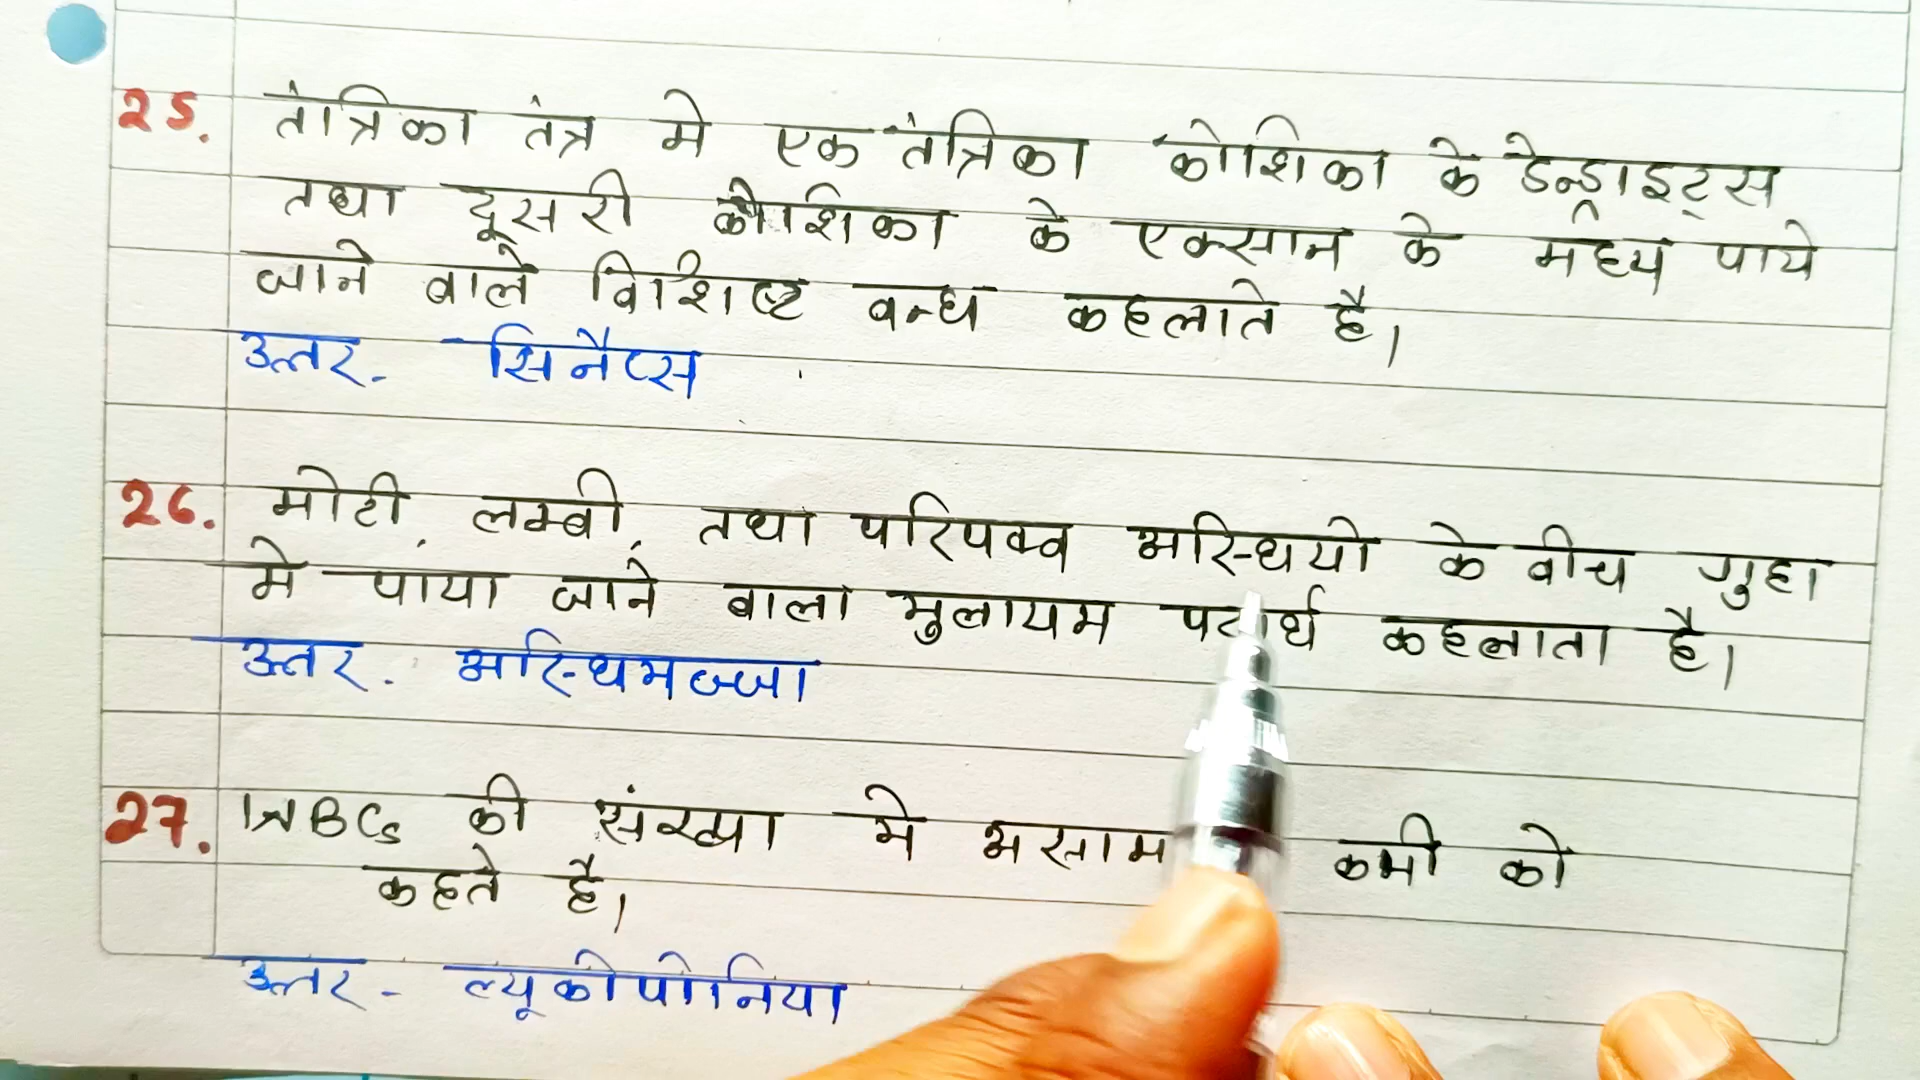 25. तंत्रिका तंत्र मे एक तंत्रिका कोशिका के डेन्ड्राइट्स
तथा दूसरी कौशिका के एक्सान के मध्य पाये
जाने वाले विशिष्ट बन्ध कहलाते है।
उत्तर. सिनैप्स
26. मोटी, लम्बी, तथा परिपक्व अस्थियो के बीच गुहा
मे पाया जाने वाला मुलायम पदार्थ कहलाता है।
उत्तर. अस्थिमज्जा
27. WBCs की संख्या मे कमी को
कहते है।
उत्तर - ल्यूकोपोनिया